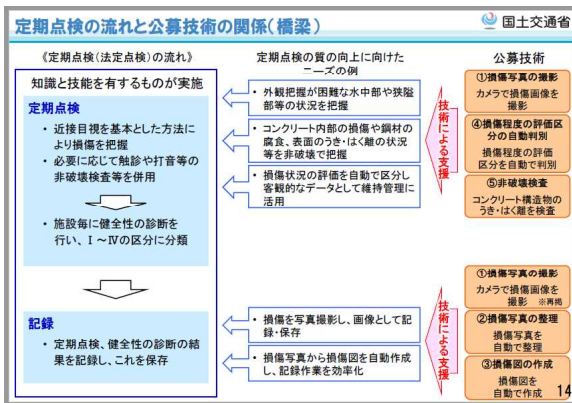 定期点検の流れと公募技術の関係(橋梁)
国土交通省
《定期点検(法定点検)の流れ》
知識と技能を有するものが実施
定期点検
・ 近接目視を基本とした方法に
より損傷を把握
・ 必要に応じて触診や打音等の
非破壊検査等を併用
・ 施設毎に健全性の診断を
行い、Ⅰ～Ⅳの区分に分類
記録
・ 定期点検、健全性の診断の結
果を記録し、これを保存
定期点検の質の向上に向けた
ニーズの例
・ 外観把握が困難な水中部や狭隘
部等の状況を把握
・ コンクリート内部の損傷や鋼材の
腐食、表面のうき・はく離の状況
等を非破壊で把握
・ 損傷状況の評価を自動で区分し
客観的なデータとして維持管理に
活用
・ 損傷を写真撮影し、画像として記
録・保存
・ 損傷写真から損傷図を自動作成
し、記録作業を効率化
技術による支援
技術による支援
公募技術
①損傷写真の撮影
カメラで損傷画像を
撮影
④損傷程度の評価区
分の自動判別
損傷程度の評価
区分を自動で判別
⑤非破壊検査
コンクリート構造物の
うき・はく離を検査
①損傷写真の撮影
カメラで損傷画像を
撮影 ※再掲
②損傷写真の整理
損傷写真を
自動で整理
③損傷図の作成
損傷図を
自動で作成
14